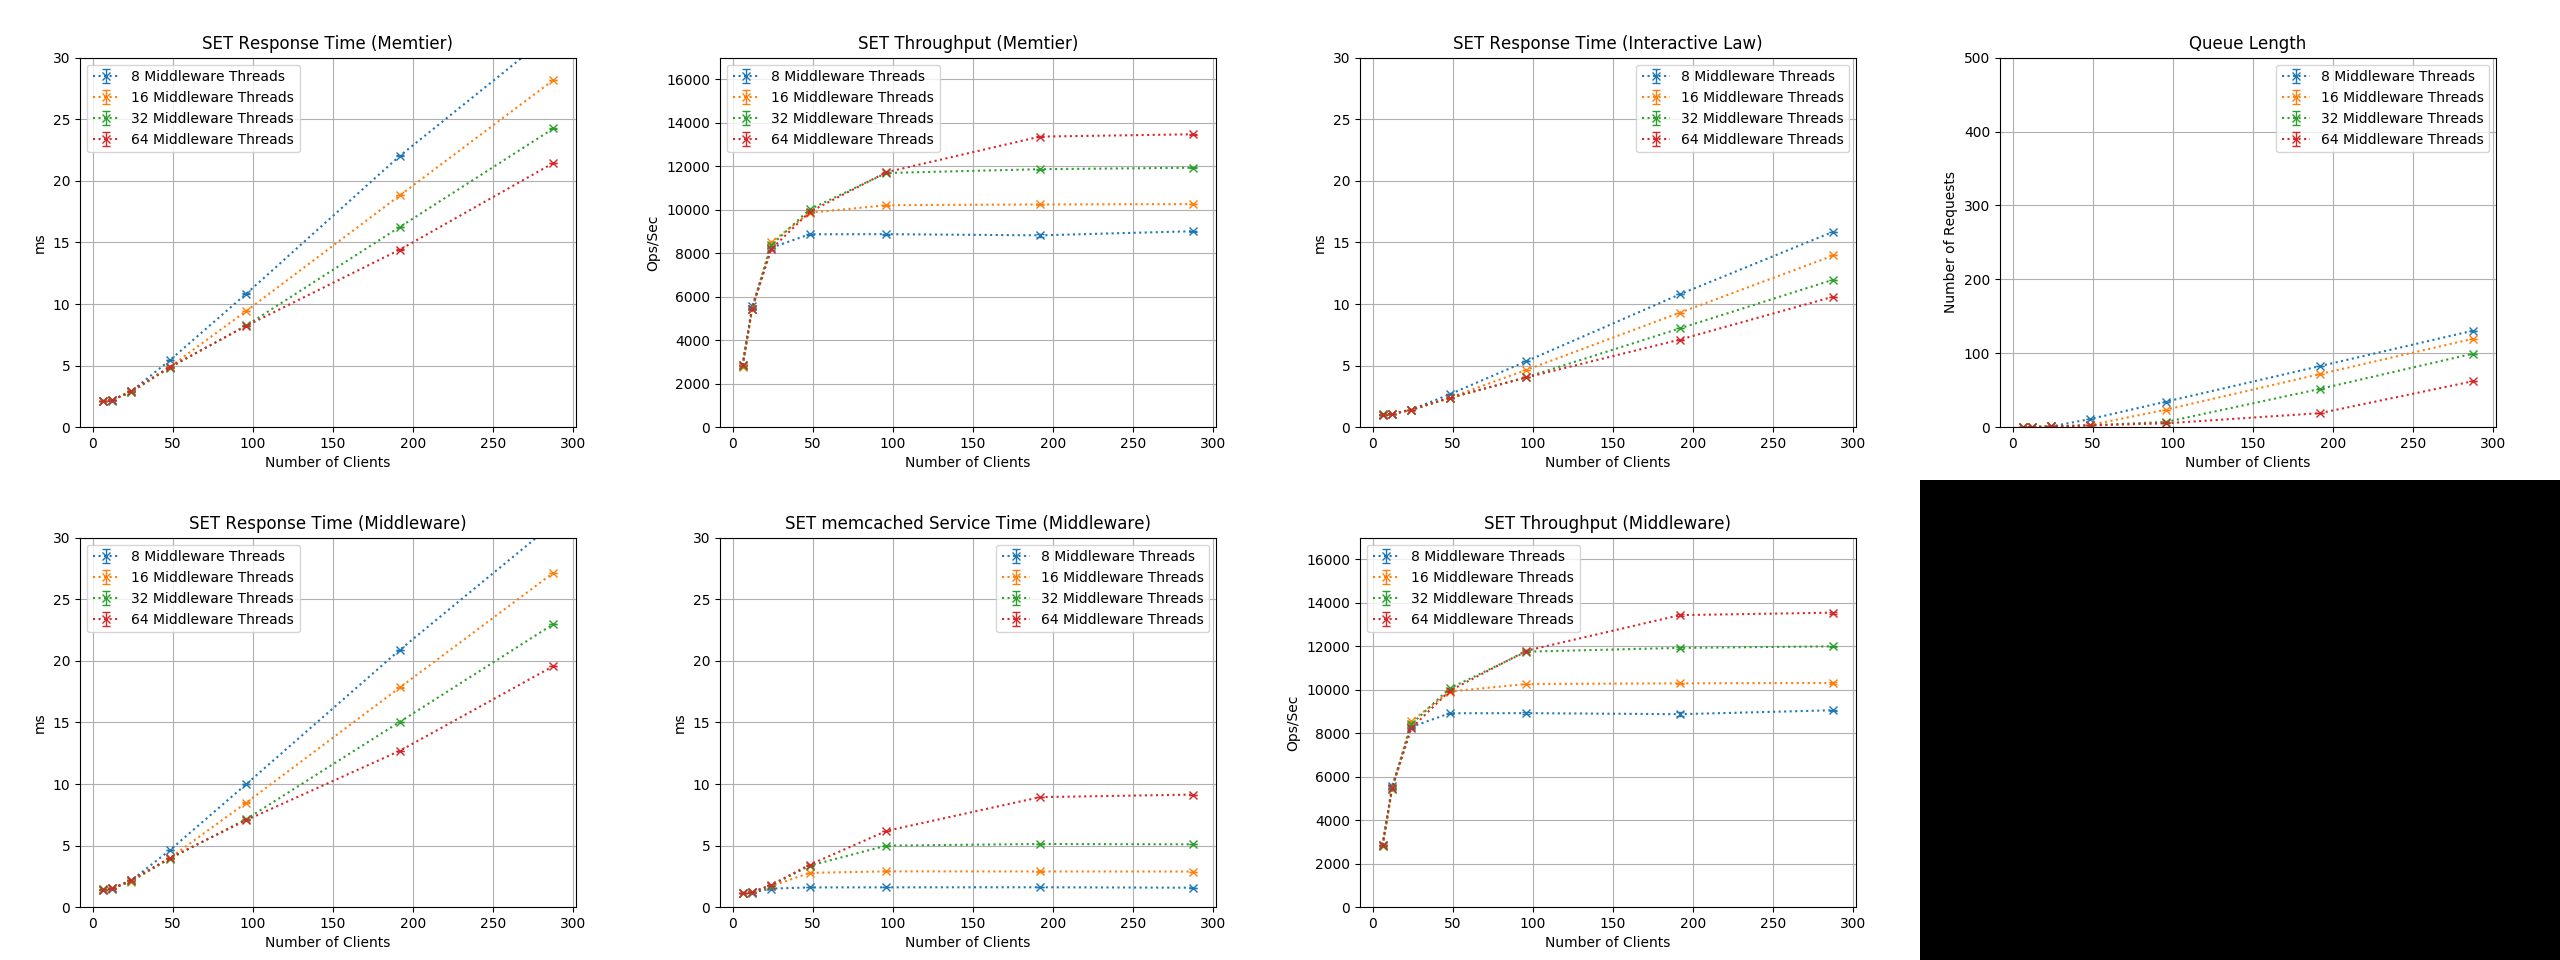 SET Response Time (Memtier)
30
25
20
15
10
5
0
ms
8 Middleware Threads
16 Middleware Threads
32 Middleware Threads
64 Middleware Threads
0 50 100 150 200 250 300
Number of Clients
SET Throughput (Memtier)
16000
14000
12000
10000
8000
6000
4000
2000
0
Ops/Sec
8 Middleware Threads
16 Middleware Threads
32 Middleware Threads
64 Middleware Threads
0 50 100 150 200 250 300
Number of Clients
SET Response Time (Interactive Law)
30
25
20
15
10
5
0
ms
8 Middleware Threads
16 Middleware Threads
32 Middleware Threads
64 Middleware Threads
0 50 100 150 200 250 300
Number of Clients
Queue Length
500
400
300
200
100
0
Number of Requests
8 Middleware Threads
16 Middleware Threads
32 Middleware Threads
64 Middleware Threads
0 50 100 150 200 250 300
Number of Clients
SET Response Time (Middleware)
30
25
20
15
10
5
0
ms
8 Middleware Threads
16 Middleware Threads
32 Middleware Threads
64 Middleware Threads
0 50 100 150 200 250 300
Number of Clients
SET memcached Service Time (Middleware)
30
25
20
15
10
5
0
ms
8 Middleware Threads
16 Middleware Threads
32 Middleware Threads
64 Middleware Threads
0 50 100 150 200 250 300
Number of Clients
SET Throughput (Middleware)
16000
14000
12000
10000
8000
6000
4000
2000
0
Ops/Sec
8 Middleware Threads
16 Middleware Threads
32 Middleware Threads
64 Middleware Threads
0 50 100 150 200 250 300
Number of Clients